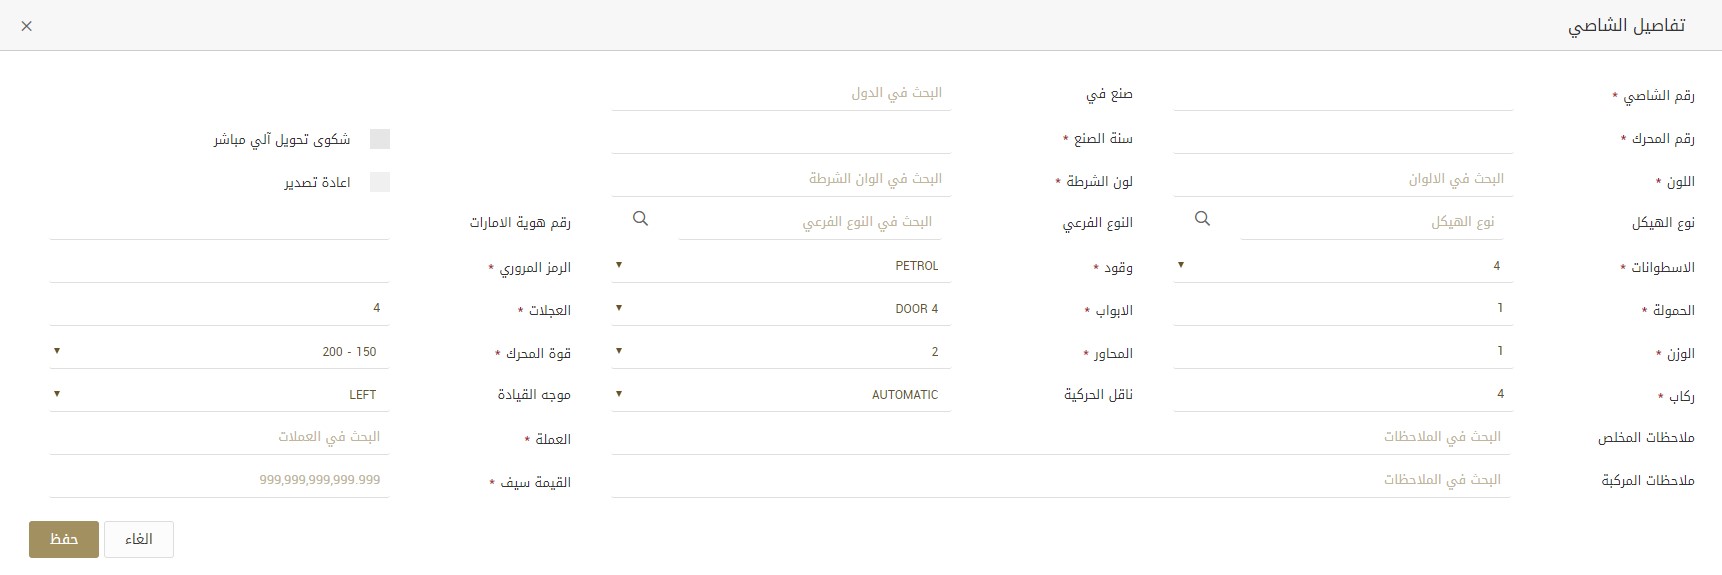 تفاصيل الشاصي ×
رقم الشاصي * صنع في البحث في الدول
رقم المحرك * سنة الصنع * شكوى تحويل آلي مباشر
اللون * البحث في الالوان لون الشرطة * البحث في الوان الشرطة اعادة تصدير
نوع الهيكل نوع الهيكل النوع الفرعي البحث في النوع الفرعي رقم هوية الامارات
الاسطوانات * 4 وقود * PETROL الرمز المروري *
الحمولة * 1 الابواب * DOOR 4 العجلات * 4
الوزن * 1 المحاور * 2 قوة المحرك * 200 - 150
ركاب * 4 ناقل الحركية AUTOMATIC موجه القيادة LEFT
ملاحظات المخلص البحث في الملاحظات العملة * البحث في العملات
ملاحظات المركبة البحث في الملاحظات القيمة سيف * 999,999,999,999.999
الغاء حفظ